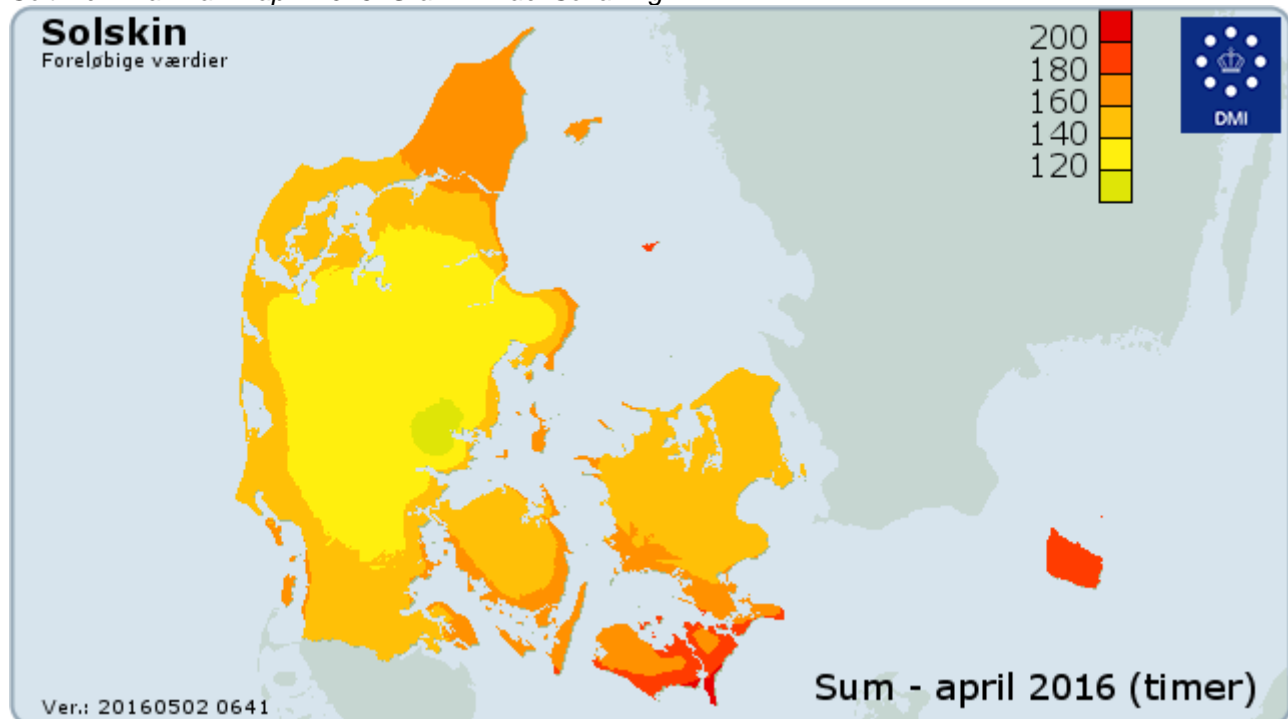 Solskin
Foreløbige værdier
200
180
160
140
120
DMI
Sum - april 2016 (timer)
Ver.: 20160502 0641